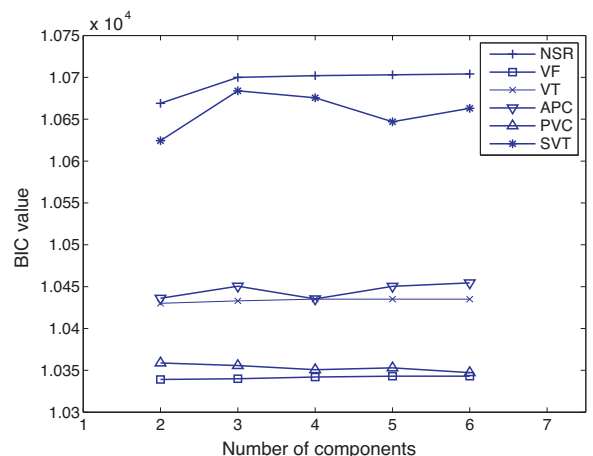 x 10^4
1.075
1.07
1.065
1.06
1.055
1.05
1.045
1.04
1.035
1.03
BIC value
1 2 3 4 5 6 7
Number of components
NSR
VF
VT
APC
PVC
SVT